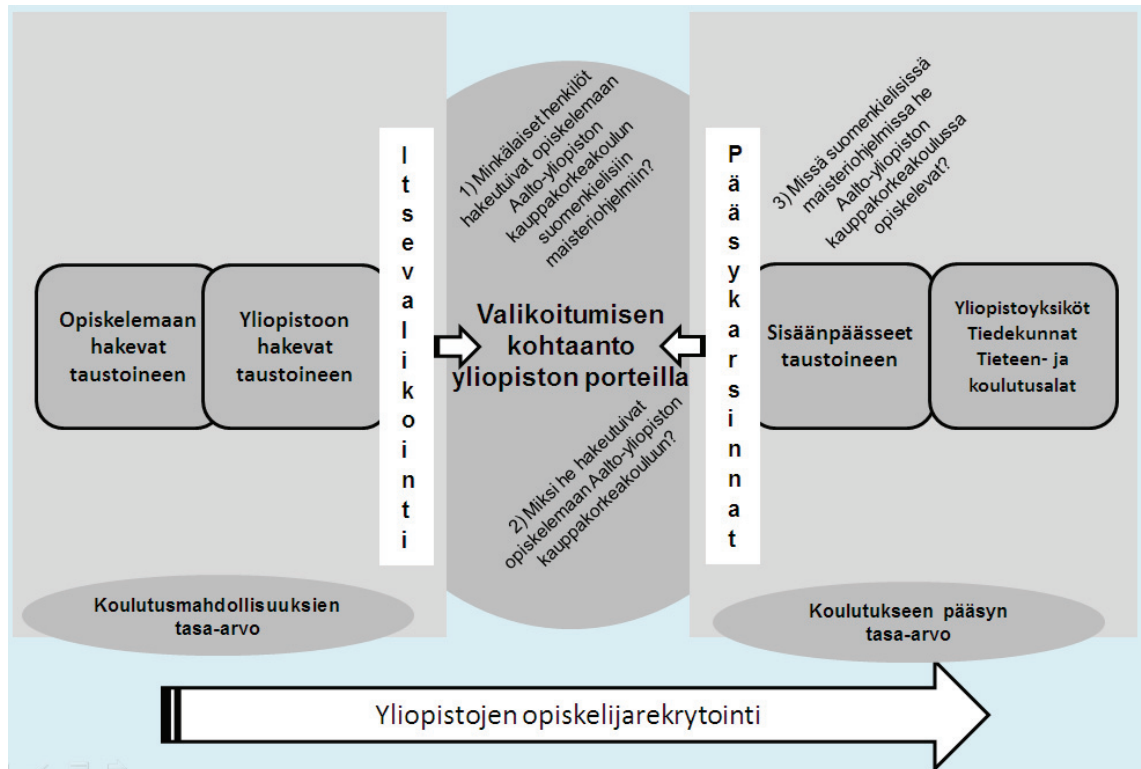 Opiskelemaan
hakevat
taustoineen
Yliopistoon
hakevat
taustoineen
Koulutusmahdollisuuksien
tasa-arvo
Itsevalikointi
1) Minkälaiset henkilöt
hakeutuivat opiskelemaan
Aalto-yliopiston
kauppakorkeakoulun
suomenkielisiin
maisteriohjelmiin?
Valikoitumisen
kohtaanto
yliopiston porteilla
2) Miksi he hakeutuivat
opiskelemaan Aalto-yliopiston
kauppakorkeakouluun?
Pääsykarsinnat
3) Missä suomenkielisissä
maisteriohjelmissa he
Aalto-yliopiston
kauppakorkeakoulussa
opiskelevat?
Sisäänpäässeet
taustoineen
Yliopistoyksiköt
Tiedekunnat
Tieteen- ja
koulutusalat
Koulutukseen pääsyn
tasa-arvo
Yliopistojen opiskelijarekrytointi